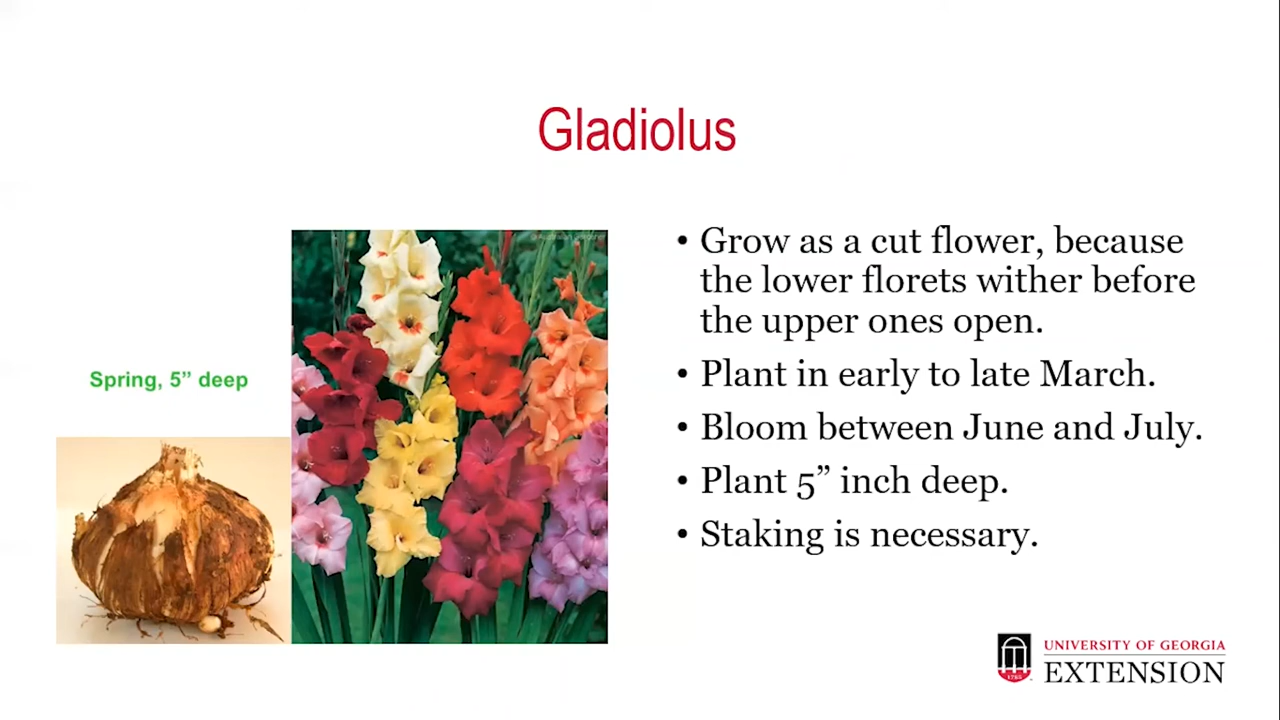 Gladiolus
Spring, 5” deep
• Grow as a cut flower, because
the lower florets wither before
the upper ones open.
• Plant in early to late March.
• Bloom between June and July.
• Plant 5” inch deep.
• Staking is necessary.
1785
UNIVERSITY OF GEORGIA
EXTENSION